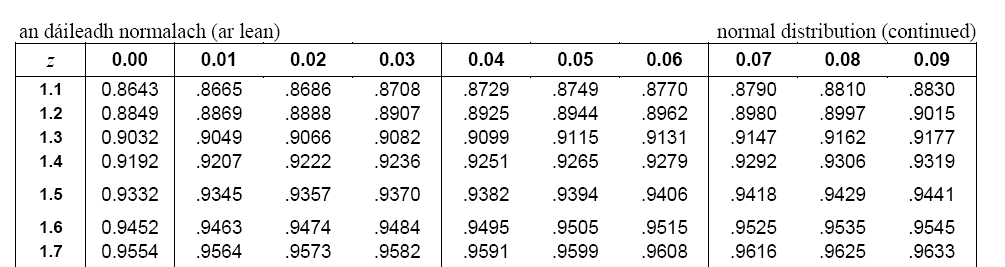 an dáileadh normalach (ar lean) normal distribution (continued)
z 0.00 0.01 0.02 0.03 0.04 0.05 0.06 0.07 0.08 0.09
1.1 0.8643 .8665 .8686 .8708 .8729 .8749 .8770 .8790 .8810 .8830
1.2 0.8849 .8869 .8888 .8907 .8925 .8944 .8962 .8980 .8997 .9015
1.3 0.9032 .9049 .9066 .9082 .9099 .9115 .9131 .9147 .9162 .9177
1.4 0.9192 .9207 .9222 .9236 .9251 .9265 .9279 .9292 .9306 .9319
1.5 0.9332 .9345 .9357 .9370 .9382 .9394 .9406 .9418 .9429 .9441
1.6 0.9452 .9463 .9474 .9484 .9495 .9505 .9515 .9525 .9535 .9545
1.7 0.9554 .9564 .9573 .9582 .9591 .9599 .9608 .9616 .9625 .9633